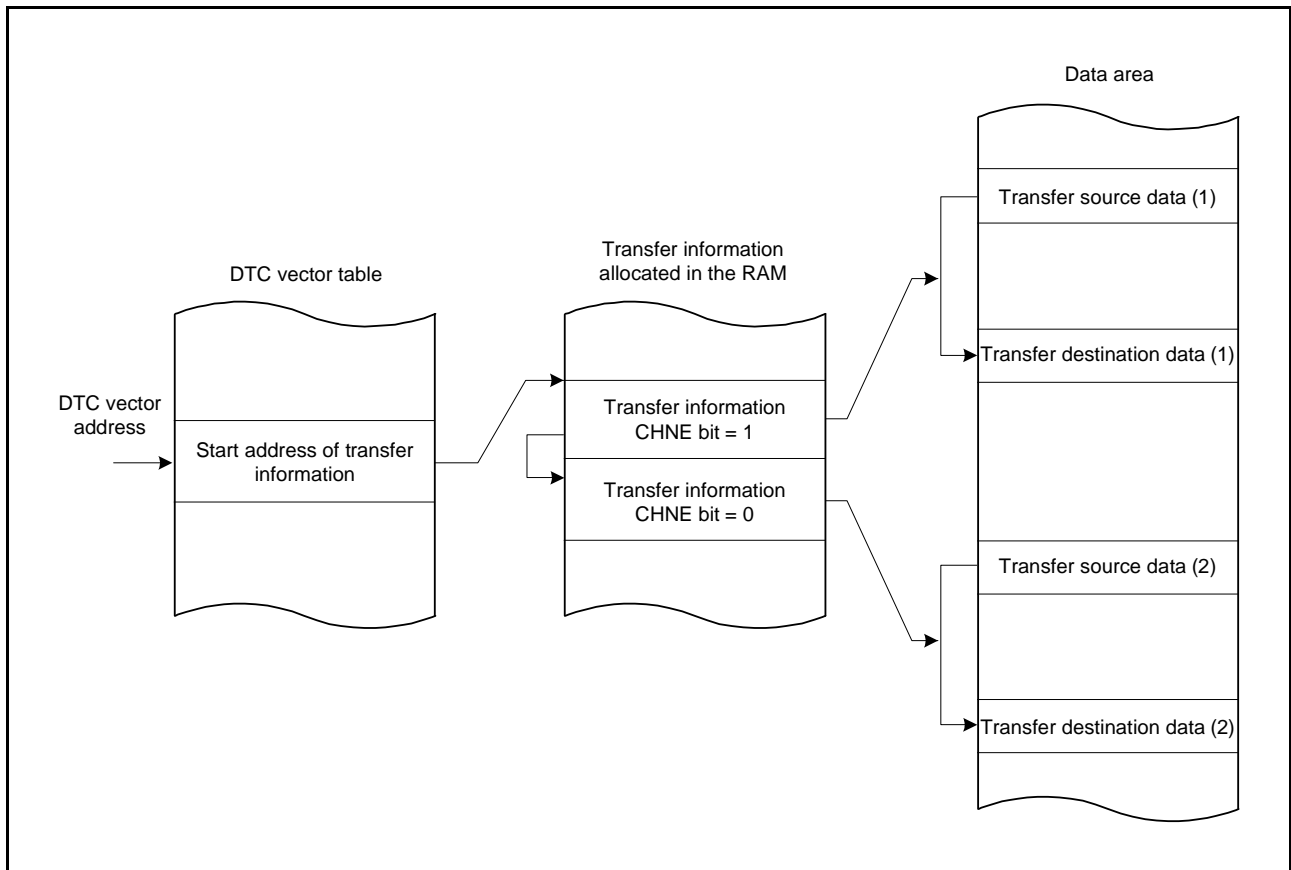 Data area
Transfer source data (1)
Transfer information
allocated in the RAM
DTC vector table
Transfer destination data (1)
DTC vector
address
Transfer information
CHNE bit = 1
Start address of transfer
information
Transfer information
CHNE bit = 0
Transfer source data (2)
Transfer destination data (2)